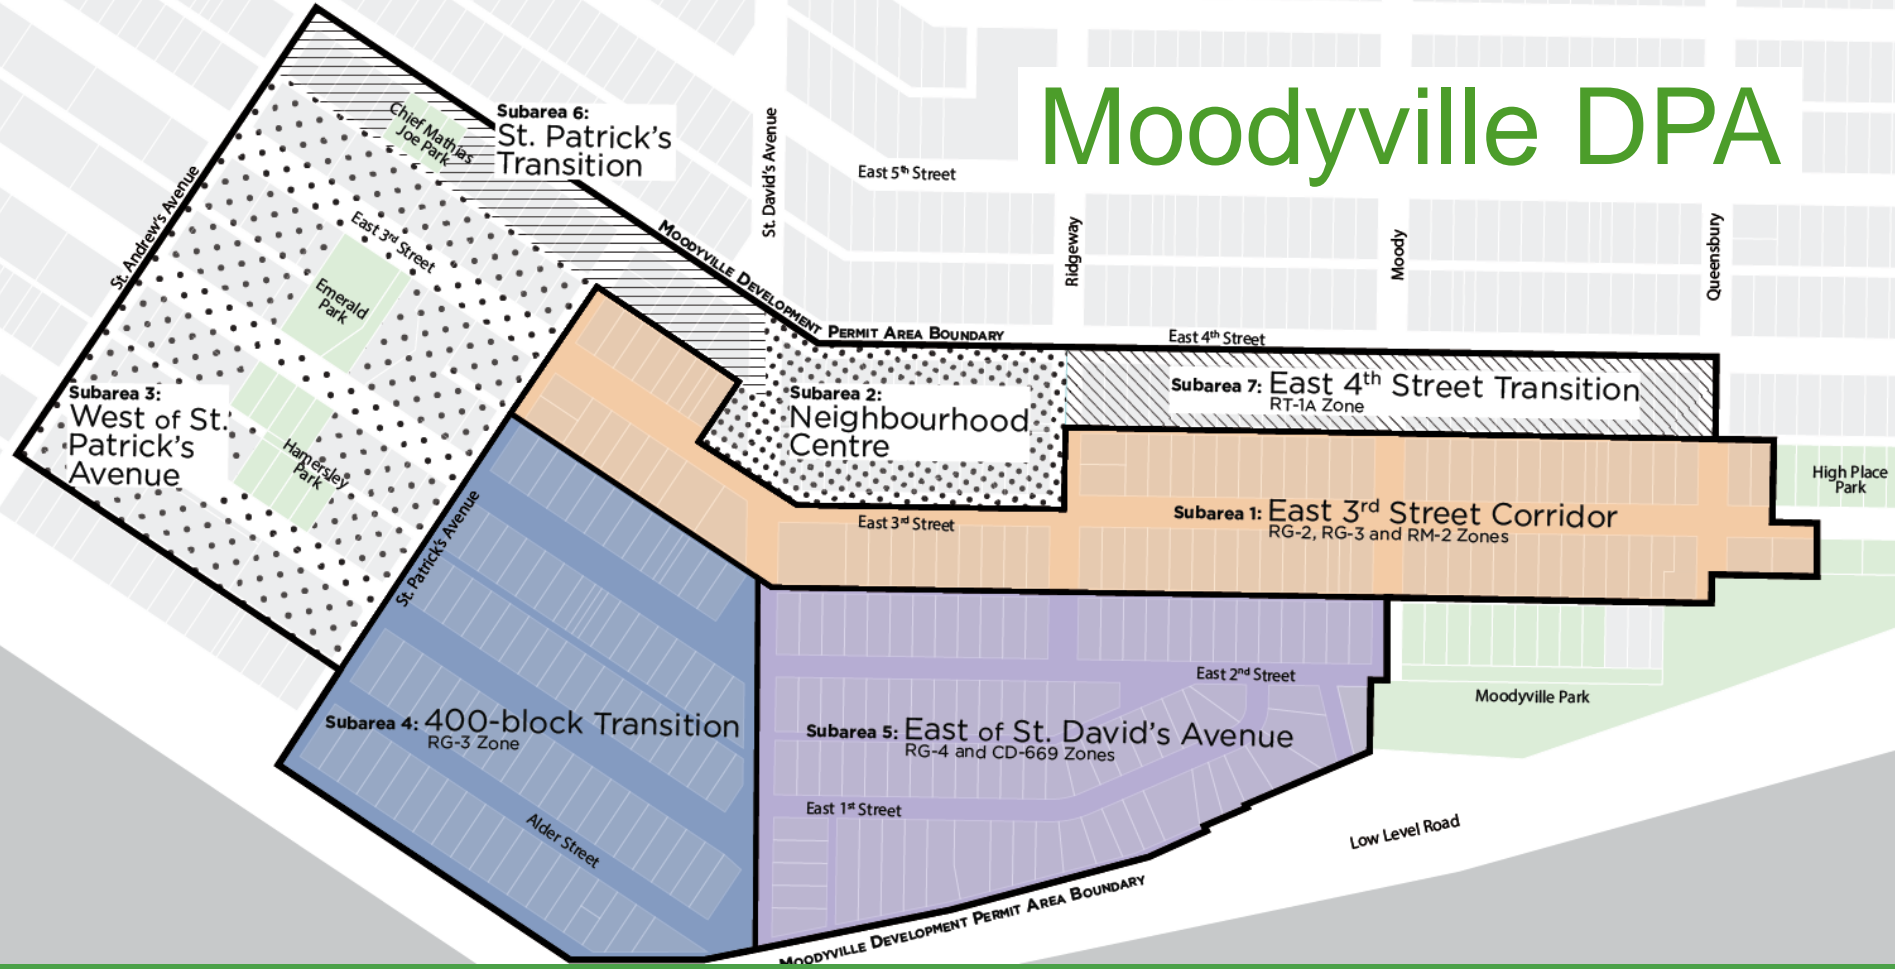 Moodyville DPA
Subarea 6:
St. Patrick's
Transition
Chief Mathias
Joe Park
St. David's Avenue
East 5th Street
Ridgeway
Moody
Queensbury
St. Andrew's Avenue
East 3rd Street
Emerald
Park
MOODYVILLE DEVELOPMENT PERMIT AREA BOUNDARY
East 4th Street
Subarea 3:
West of St.
Patrick's
Avenue
Hamersley
Park
Subarea 2:
Neighbourhood
Centre
Subarea 7: East 4th Street Transition
RT-1A Zone
High Place
Park
St. Patrick's Avenue
East 3rd Street
Subarea 1: East 3rd Street Corridor
RG-2, RG-3 and RM-2 Zones
East 2nd Street
Moodyville Park
Subarea 4: 400-block Transition
RG-3 Zone
Subarea 5: East of St. David's Avenue
RG-4 and CD-669 Zones
East 1st Street
Alder Street
Low Level Road
MOODYVILLE DEVELOPMENT PERMIT AREA BOUNDARY